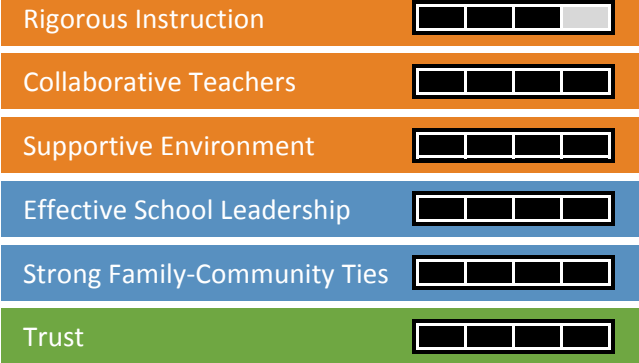 Rigorous Instruction
Collaborative Teachers
Supportive Environment
Effective School Leadership
Strong Family-Community Ties
Trust